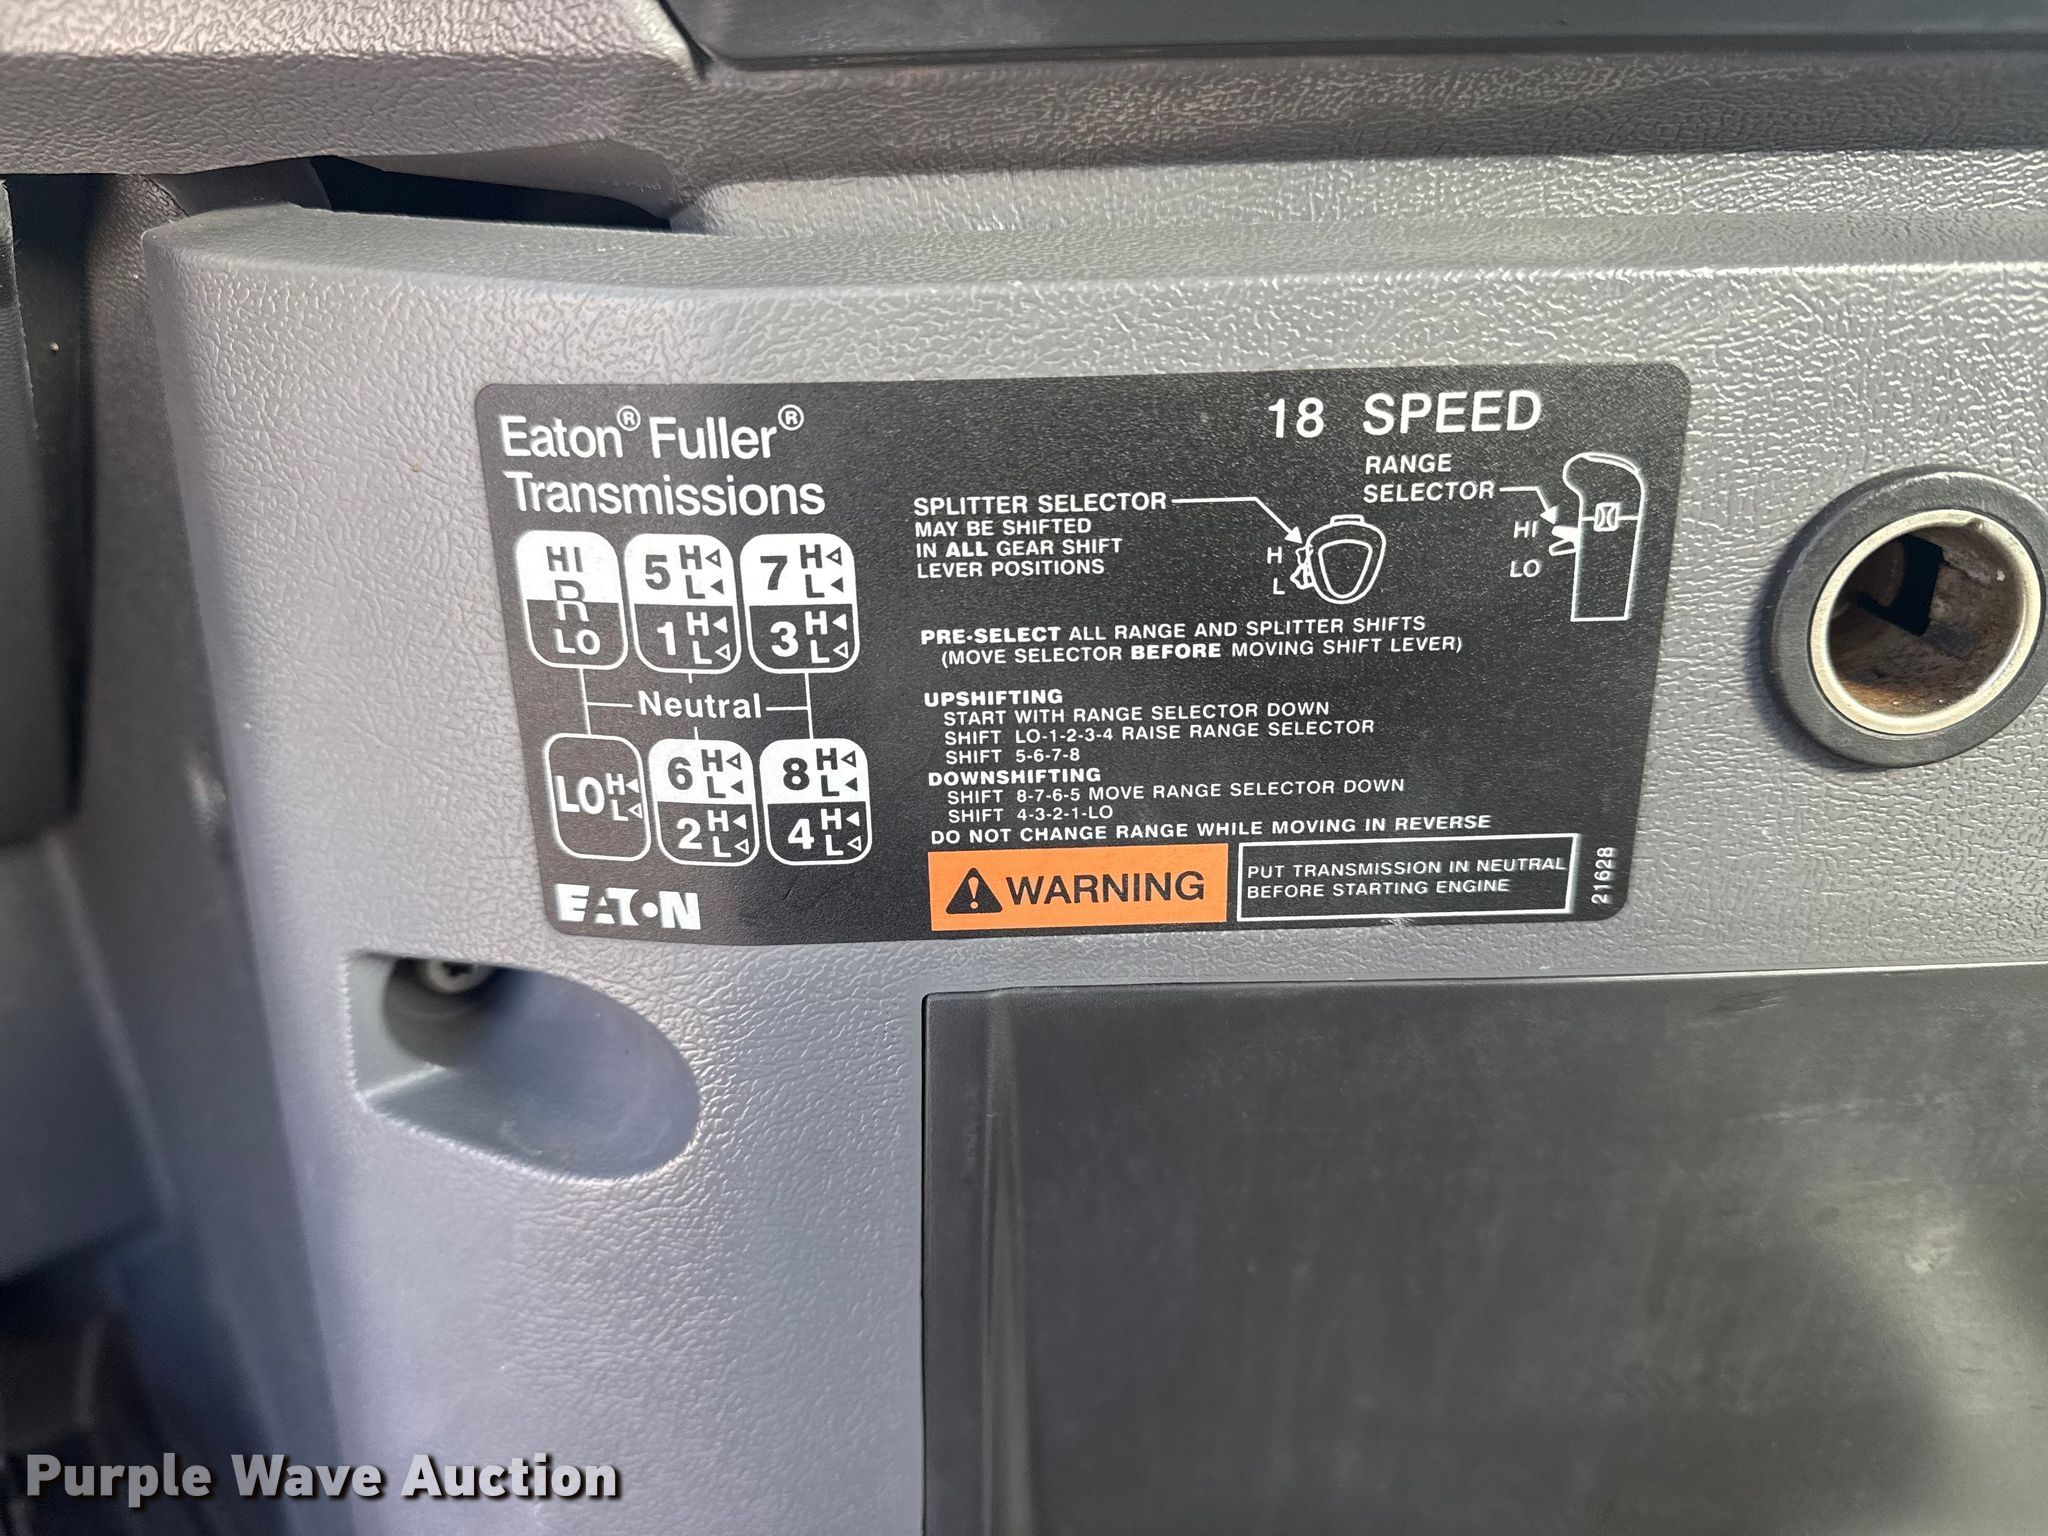 Eaton® Fuller®
Transmissions
18 SPEED
HI
R
LO
5 H L
1 H L
7 H L
3 H L
Neutral
LO H L
6 H L
2 H L
8 H L
4 H L
EATON
SPLITTER SELECTOR
MAY BE SHIFTED
IN ALL GEAR SHIFT
LEVER POSITIONS
H
L
RANGE
SELECTOR
HI
LO
PRE-SELECT ALL RANGE AND SPLITTER SHIFTS
(MOVE SELECTOR BEFORE MOVING SHIFT LEVER)
UPSHIFTING
START WITH RANGE SELECTOR DOWN
SHIFT LO-1-2-3-4 RAISE RANGE SELECTOR
SHIFT 5-6-7-8
DOWNSHIFTING
SHIFT 8-7-6-5 MOVE RANGE SELECTOR DOWN
SHIFT 4-3-2-1-LO
DO NOT CHANGE RANGE WHILE MOVING IN REVERSE
WARNING
PUT TRANSMISSION IN NEUTRAL
BEFORE STARTING ENGINE
21628
Purple Wave Auction